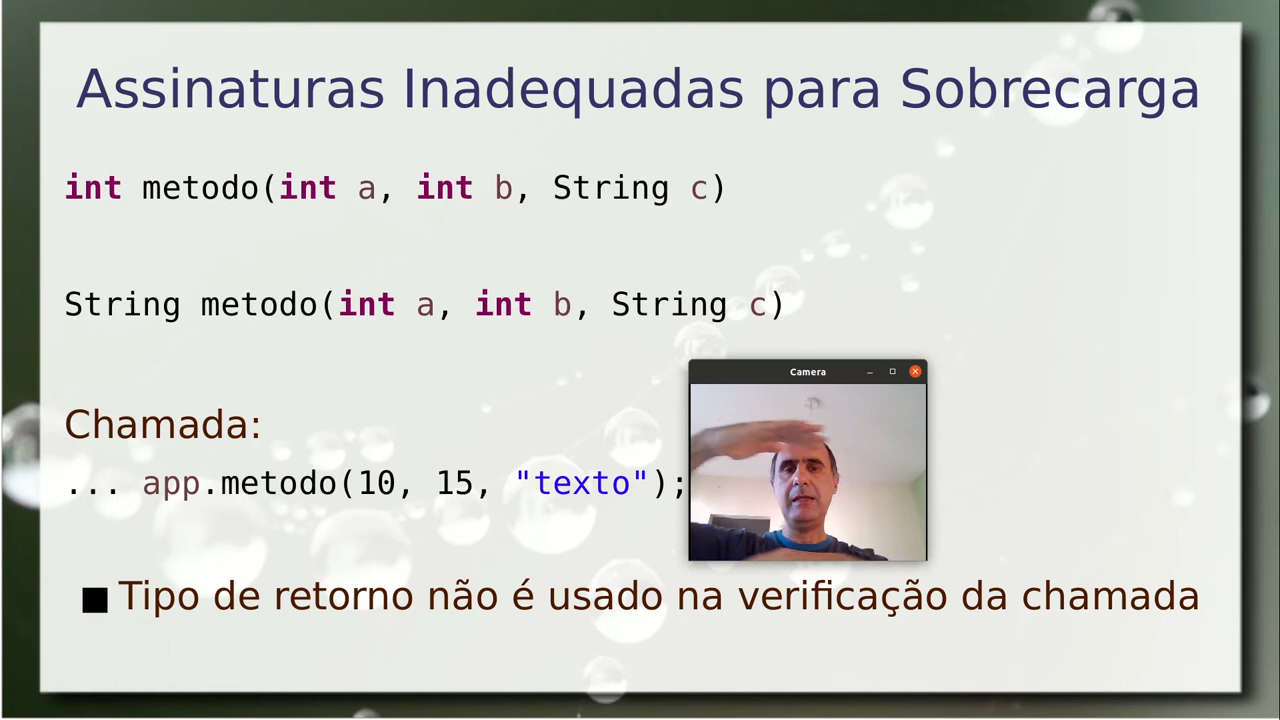 Assinaturas Inadequadas para Sobrecarga
int metodo(int a, int b, String c)
String metodo(int a, int b, String c)
Chamada:
... app.metodo(10, 15, "texto");
Camera
■ Tipo de retorno não é usado na verificação da chamada